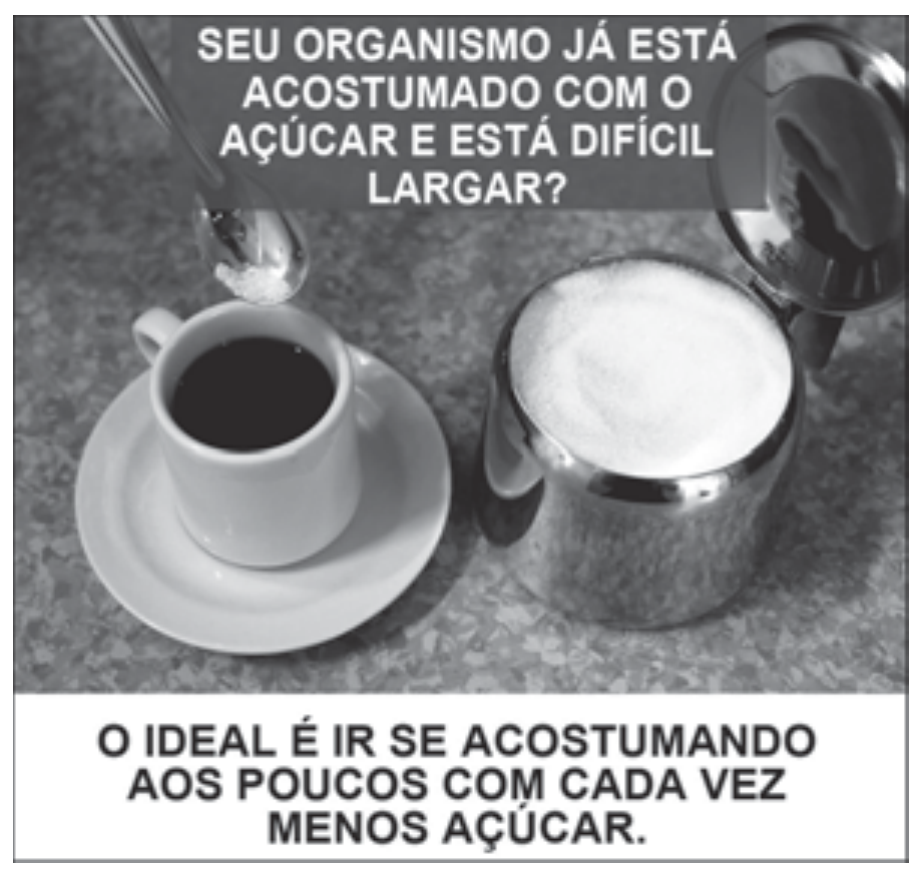 SEU ORGANISMO JÁ ESTÁ
ACOSTUMADO COM O
AÇÚCAR E ESTÁ DIFÍCIL
LARGAR?
O IDEAL É IR SE ACOSTUMANDO
AOS POUCOS COM CADA VEZ
MENOS AÇÚCAR.